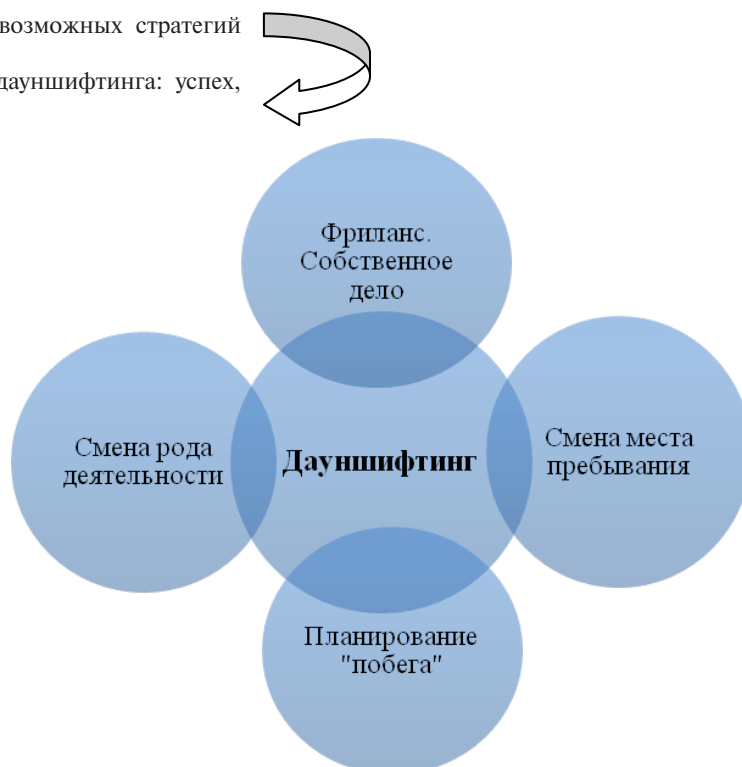 возможных стратегий
дауншифтинга: успех,
Фриланс.
Собственное
дело
Смена рода
деятельности
Дауншифтинг
Смена места
пребывания
Планирование
"побега"